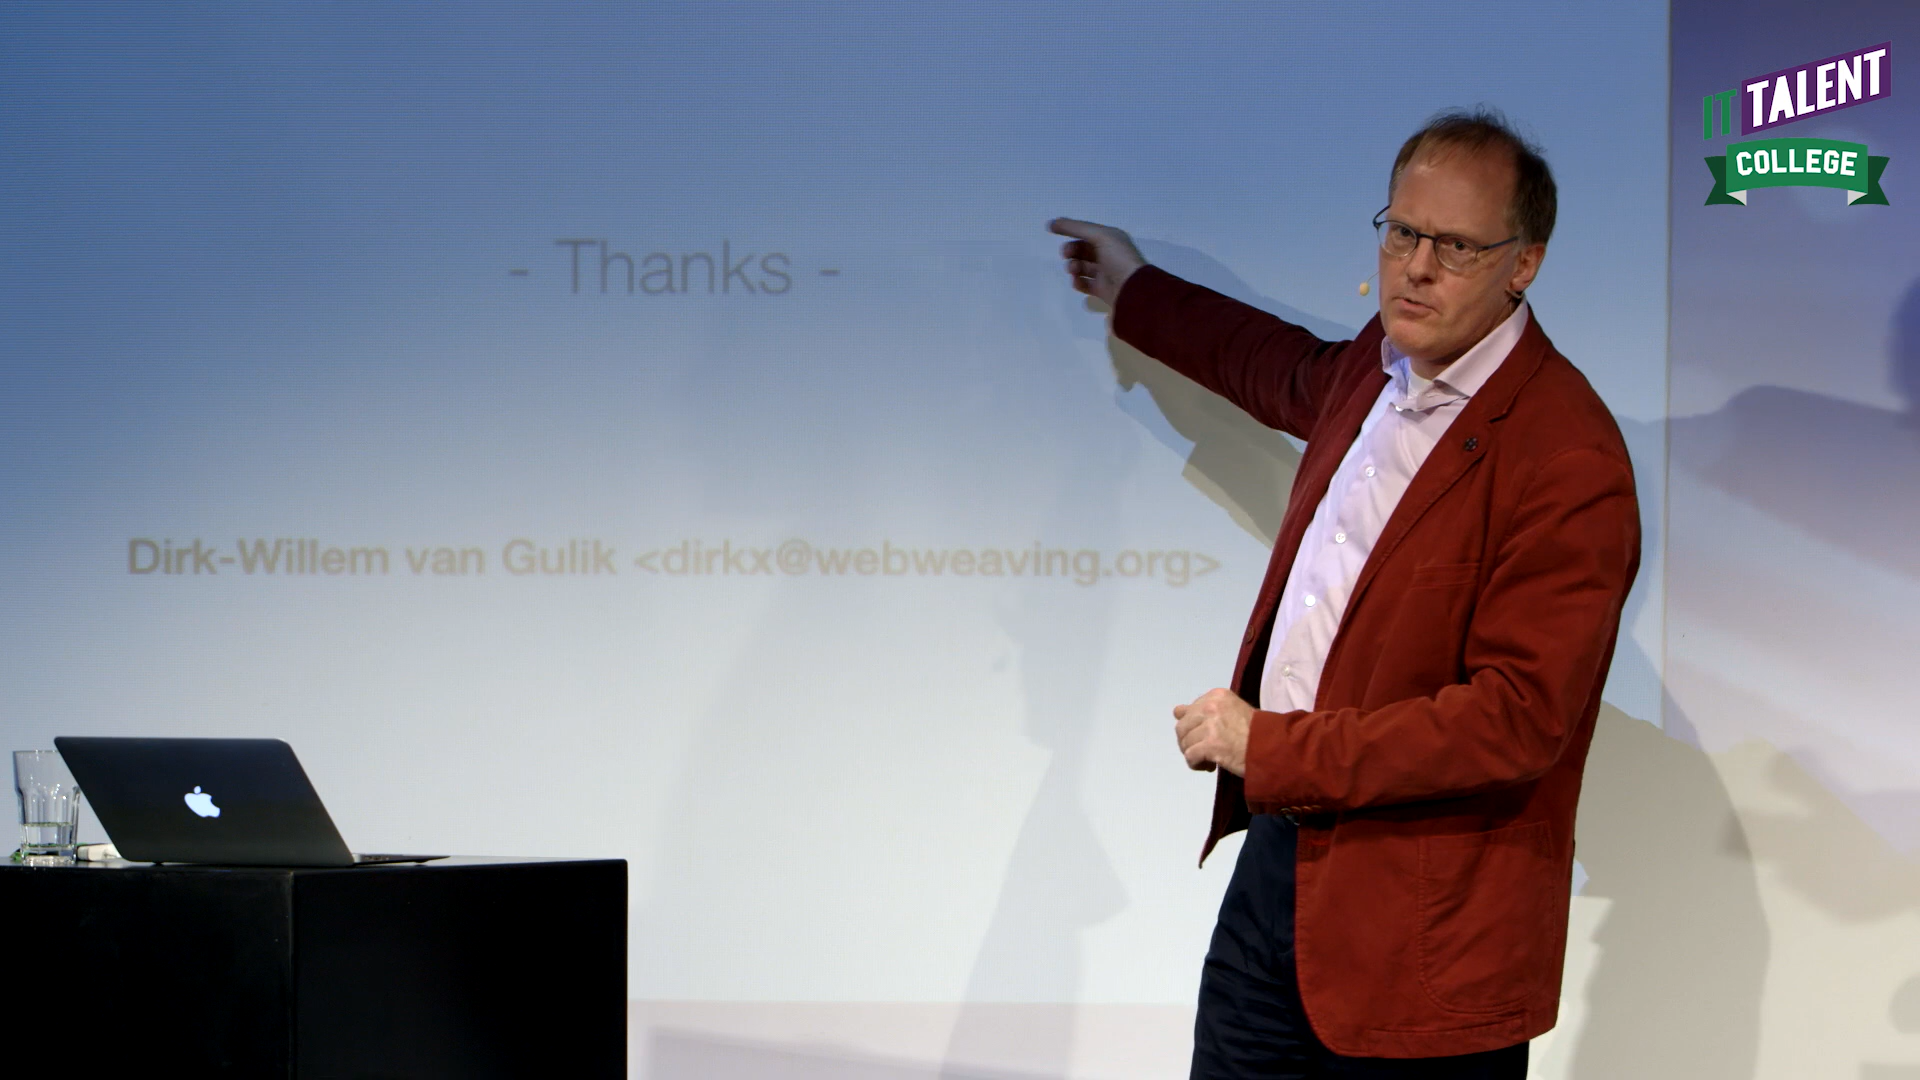 IT TALENT
COLLEGE
- Thanks -
Dirk-Willem van Gulik <dirkx@webweaving.org>